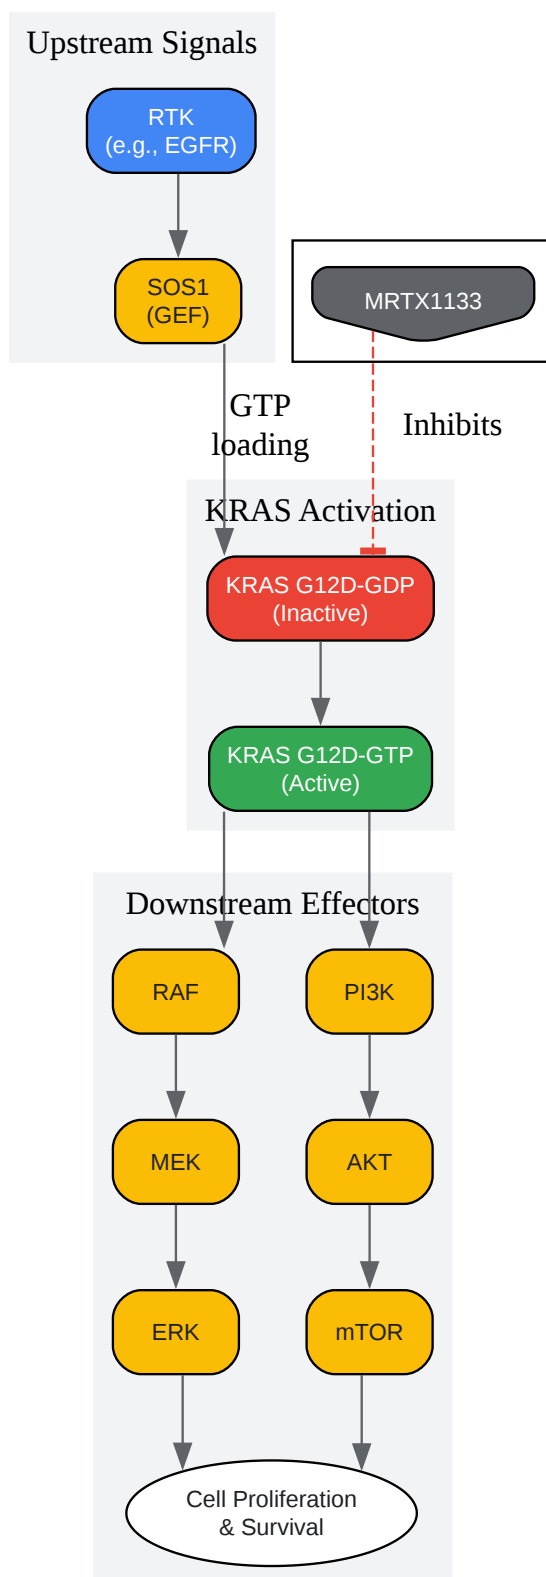 Upstream Signals
RTK
(e.g., EGFR)
SOS1
(GEF)
MRTX1133
GTP
loading
Inhibits
KRAS Activation
KRAS G12D-GDP
(Inactive)
KRAS G12D-GTP
(Active)
Downstream Effectors
RAF
PI3K
MEK
AKT
ERK
mTOR
Cell Proliferation
& Survival